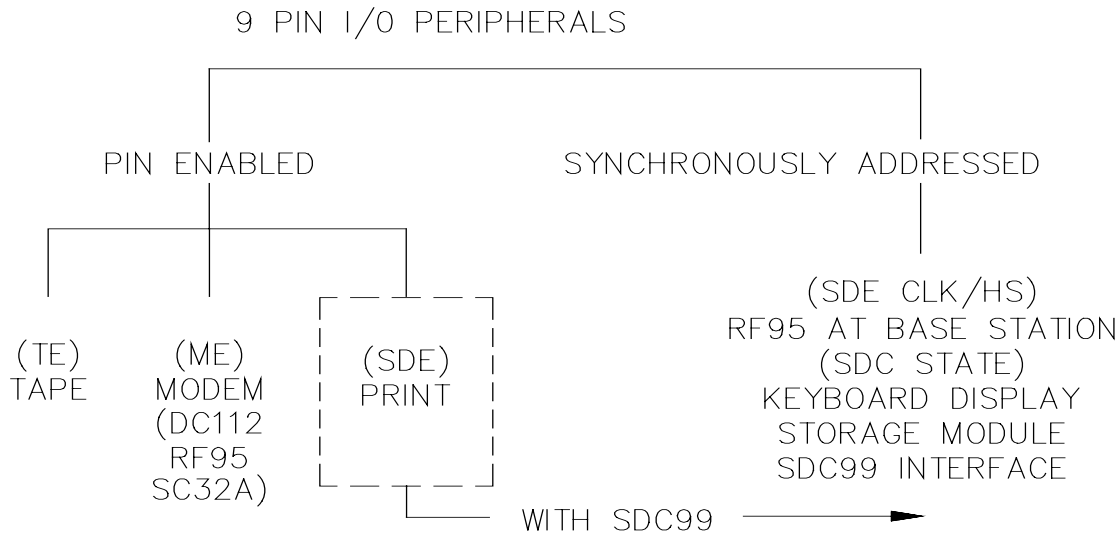 9 PIN I/O PERIPHERALS
PIN ENABLED
SYNCHRONOUSLY ADDRESSED
(TE)
TAPE
(ME)
MODEM
(DC112
RF95
SC32A)
(SDE)
PRINT
(SDE CLK/HS)
RF95 AT BASE STATION
(SDC STATE)
KEYBOARD DISPLAY
STORAGE MODULE
SDC99 INTERFACE
WITH SDC99